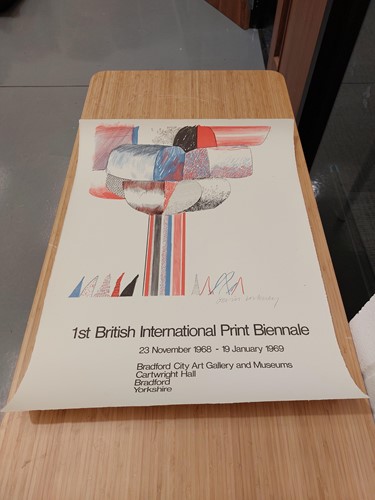 1st British International Print Biennale
23 November 1968 - 19 January 1969
Bradford City Art Gallery and Museums
Cartwright Hall
Bradford
Yorkshire